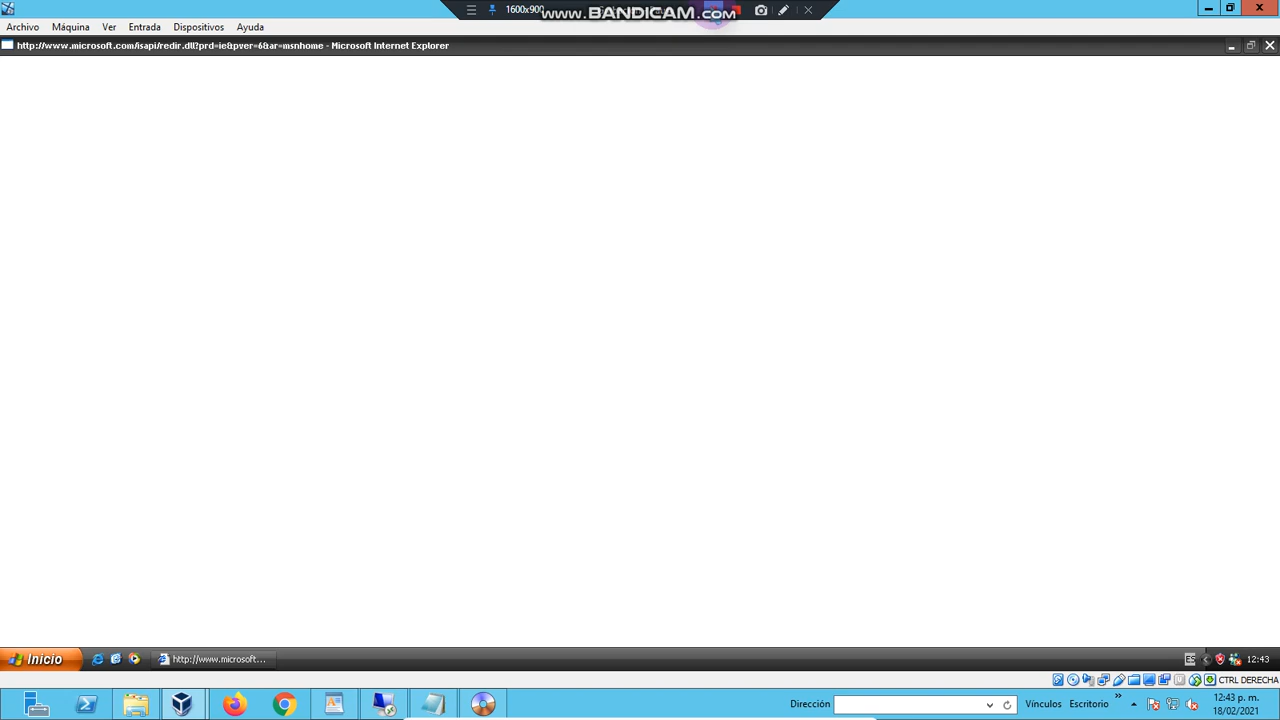 1600x900
www.BANDICAM.com
Archivo Máquina Ver Entrada Dispositivos Ayuda
http://www.microsoft.com/isapi/redir.dll?prd=ie&pver=6&ar=msnhome - Microsoft Internet Explorer
Inicio http://www.microsoft... ES 12:43
CTRL DERECHA
Dirección Vínculos Escritorio 12:43 p. m.
18/02/2021